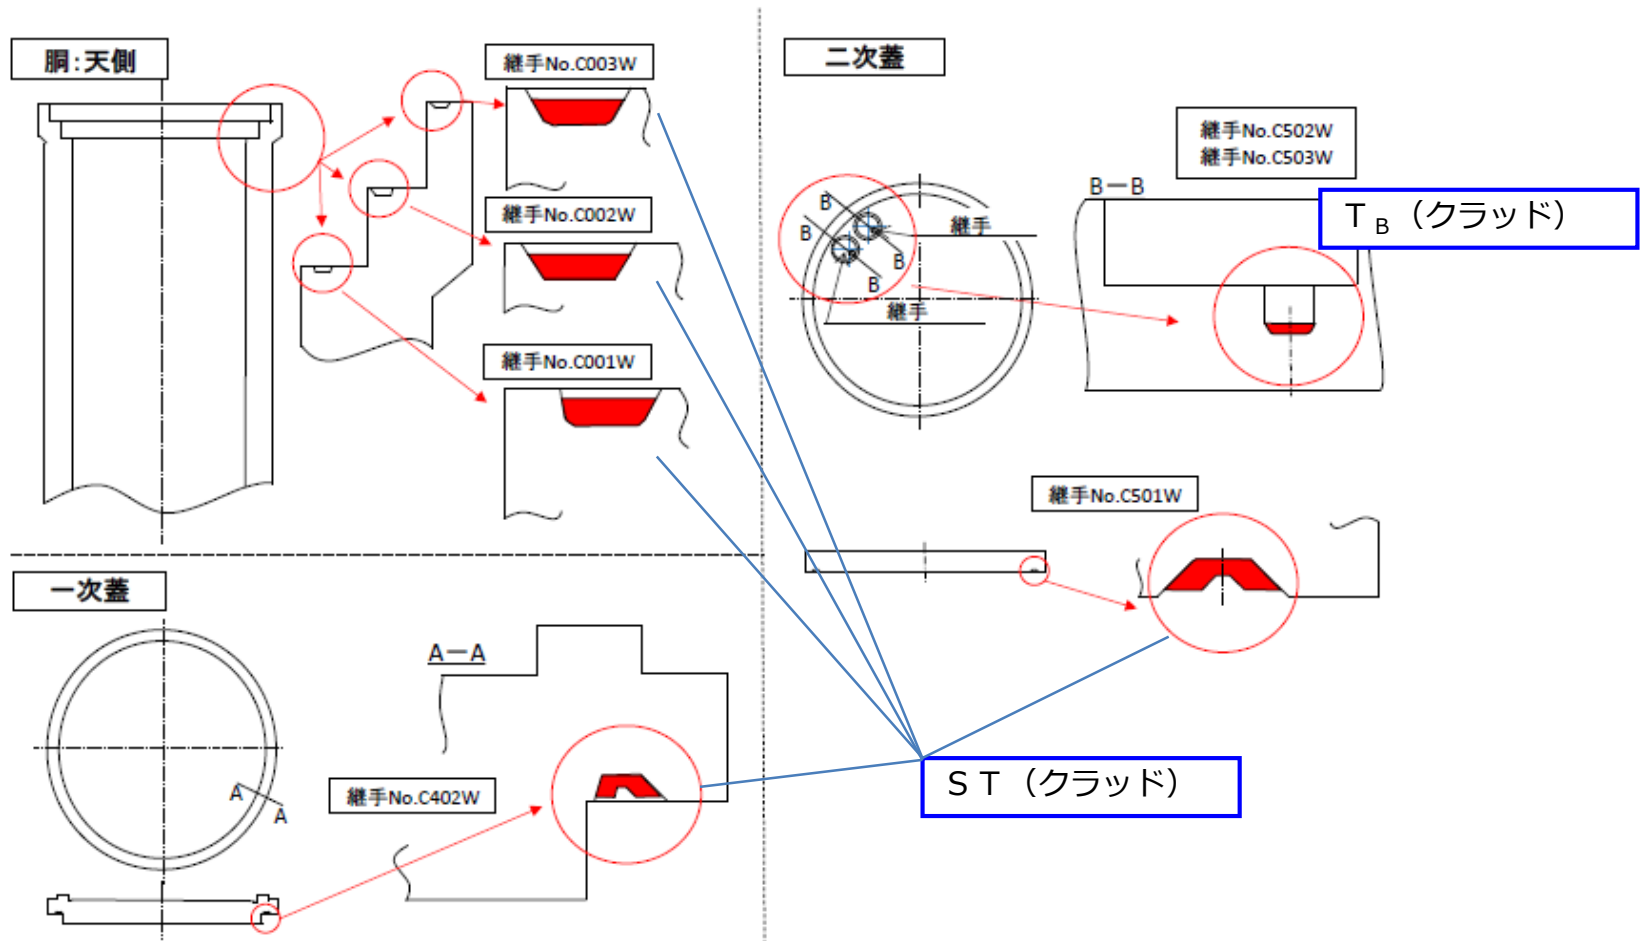 胴:天側
継手No.C003W
継手No.C002W
継手No.C001W
一次蓋
A
A
A－A
継手No.C402W
二次蓋
継手No.C502W
継手No.C503W
B
B
B
B
継手
継手
B－B
TB（クラッド）
継手No.C501W
ST（クラッド）